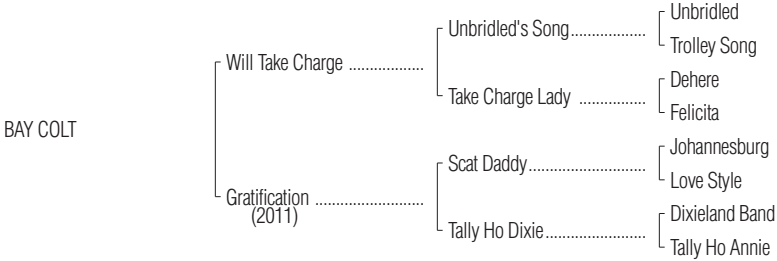 Unbridled
Unbridled's Song..................
Trolley Song
Will Take Charge ..................
Dehere
Take Charge Lady ................
Felicita
BAY COLT
Johannesburg
Scat Daddy............................
Love Style
Gratification ..........................
(2011)
Dixieland Band
Tally Ho Dixie........................
Tally Ho Annie